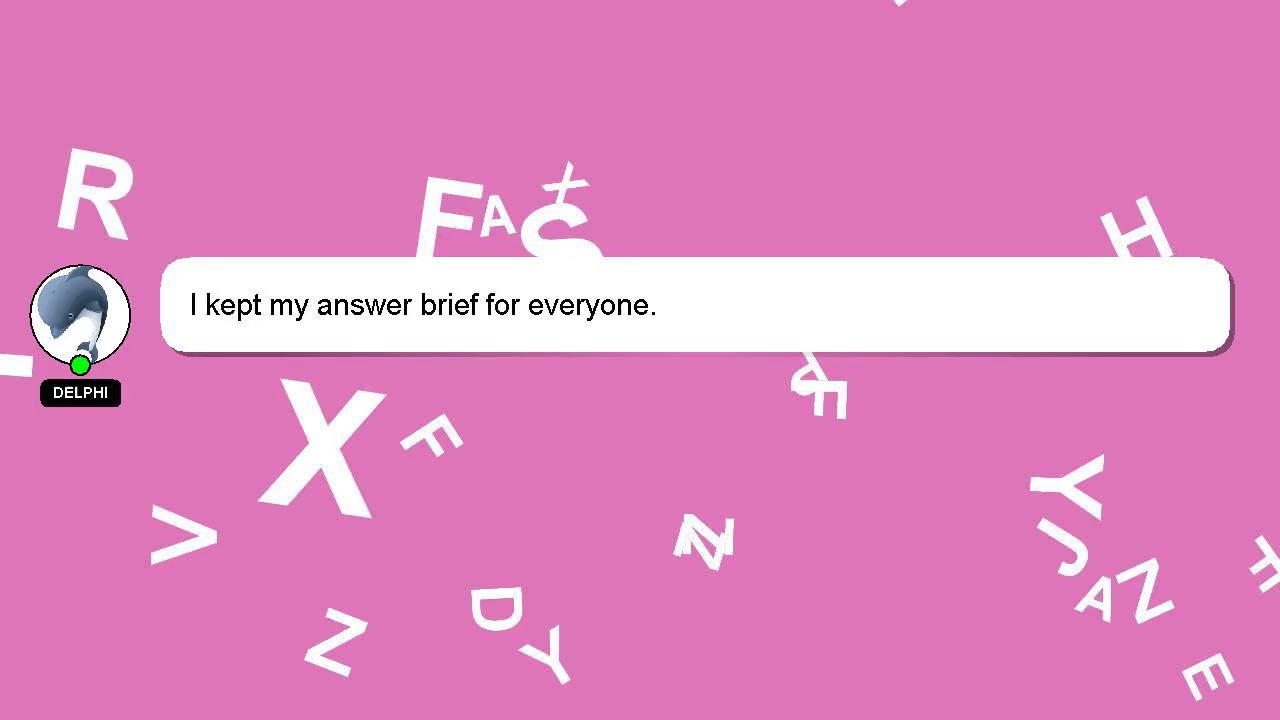 I kept my answer brief for everyone.
DELPHI
R
F
A
X
S
H
F
X
F
Y
J
A
Z
N
Z
D
Y
E
F